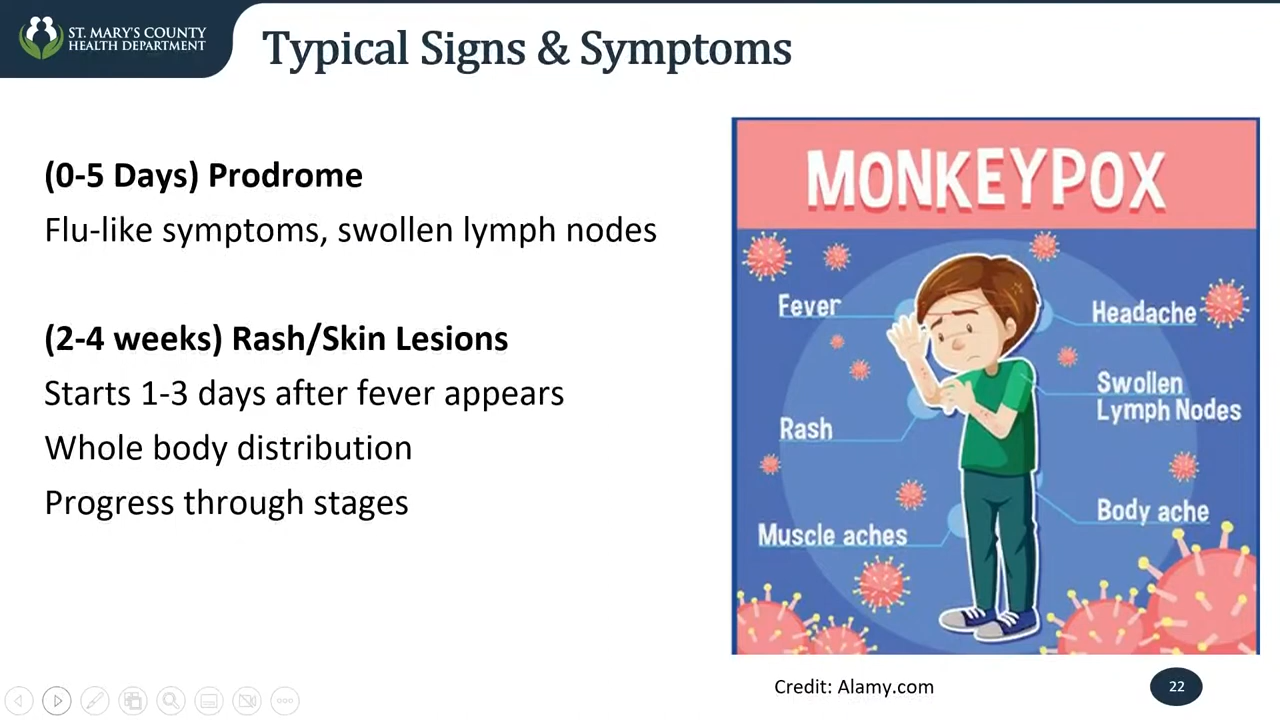 ST. MARY'S COUNTY
HEALTH DEPARTMENT
Typical Signs & Symptoms
(0-5 Days) Prodrome
Flu-like symptoms, swollen lymph nodes
(2-4 weeks) Rash/Skin Lesions
Starts 1-3 days after fever appears
Whole body distribution
Progress through stages
MONKEYPOX
Fever
Headache
Swollen
Lymph Nodes
Rash
Body ache
Muscle aches
Credit: Alamy.com
22